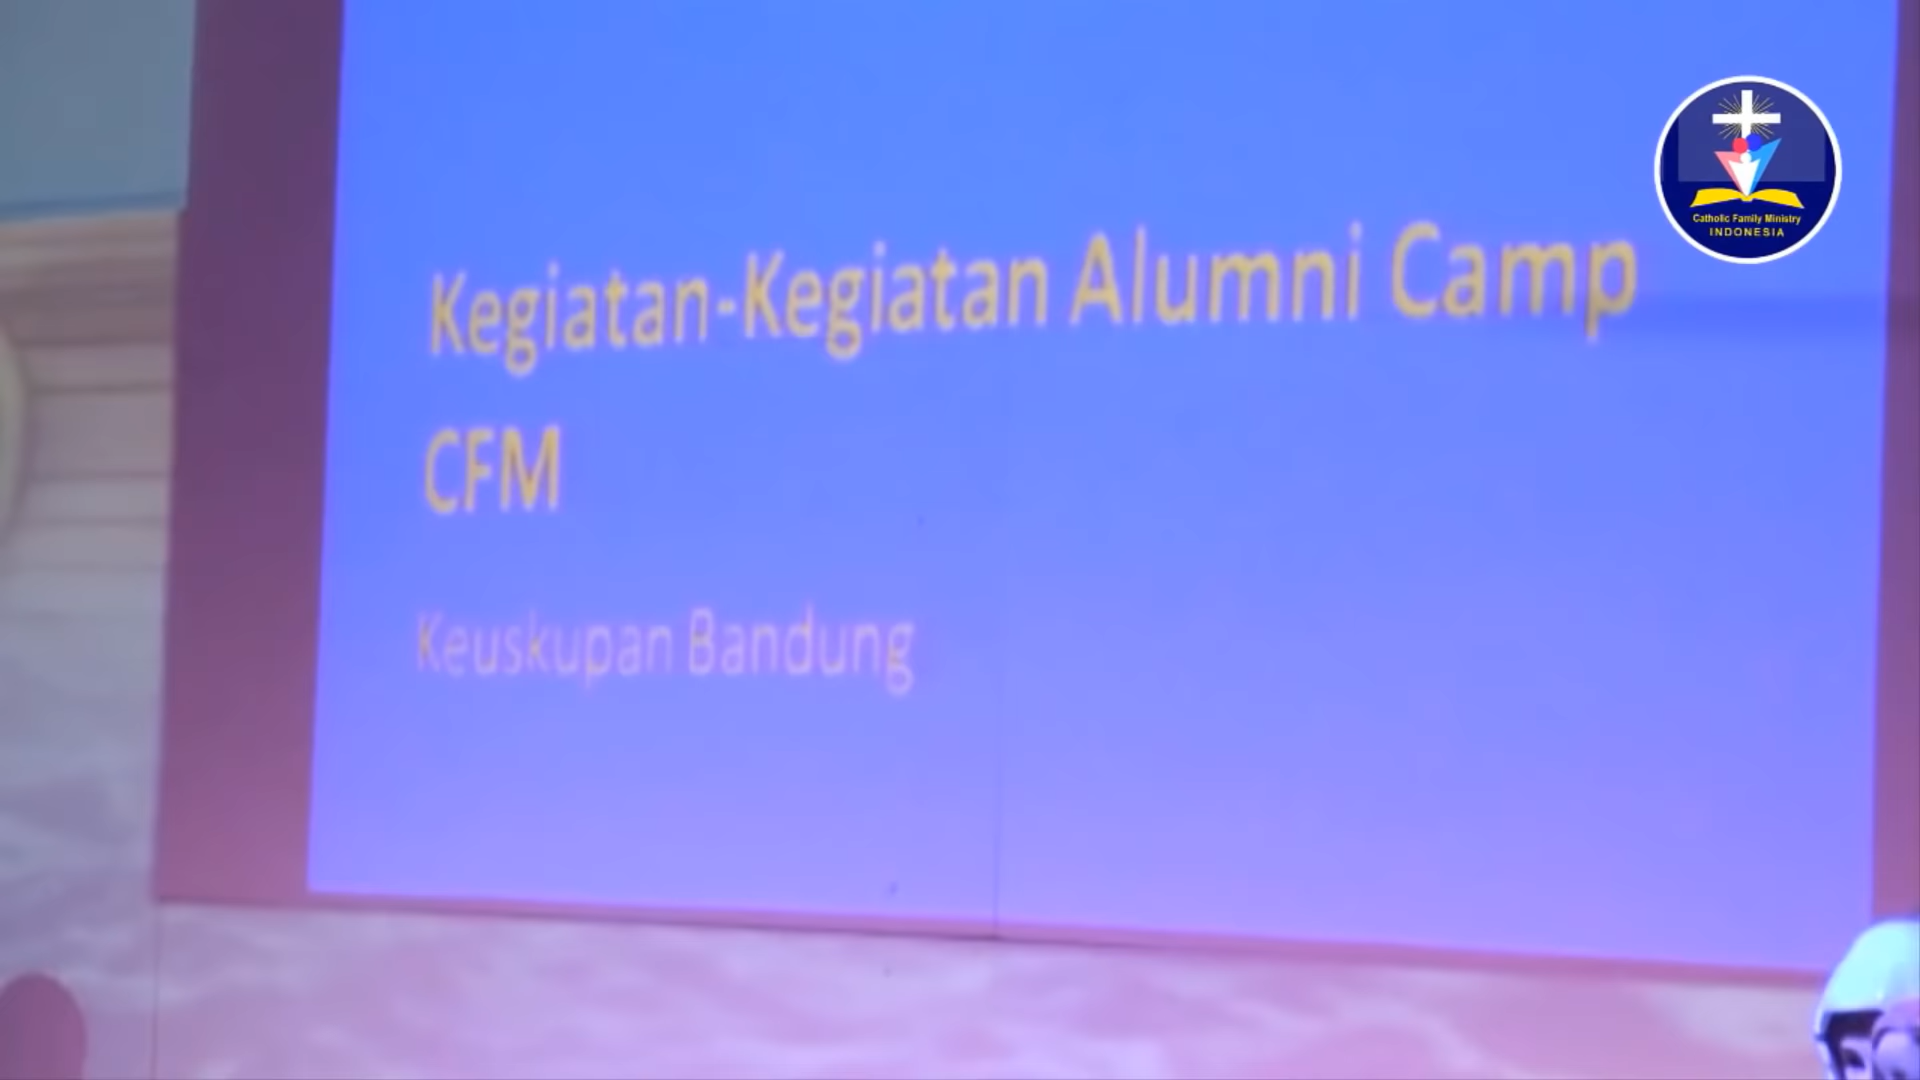 Kegiatan-Kegiatan Alumni Camp
CFM
Keuskupan Bandung
Catholic Family Ministry
INDONESIA